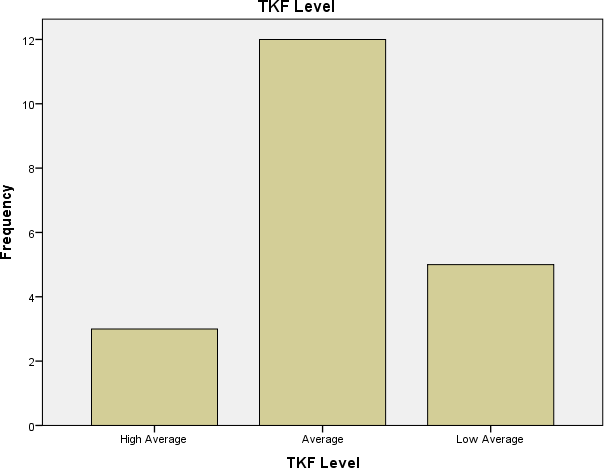 TKF Level
Frequency
12
10
8
6
4
2
0
High Average
Average
Low Average
TKF Level